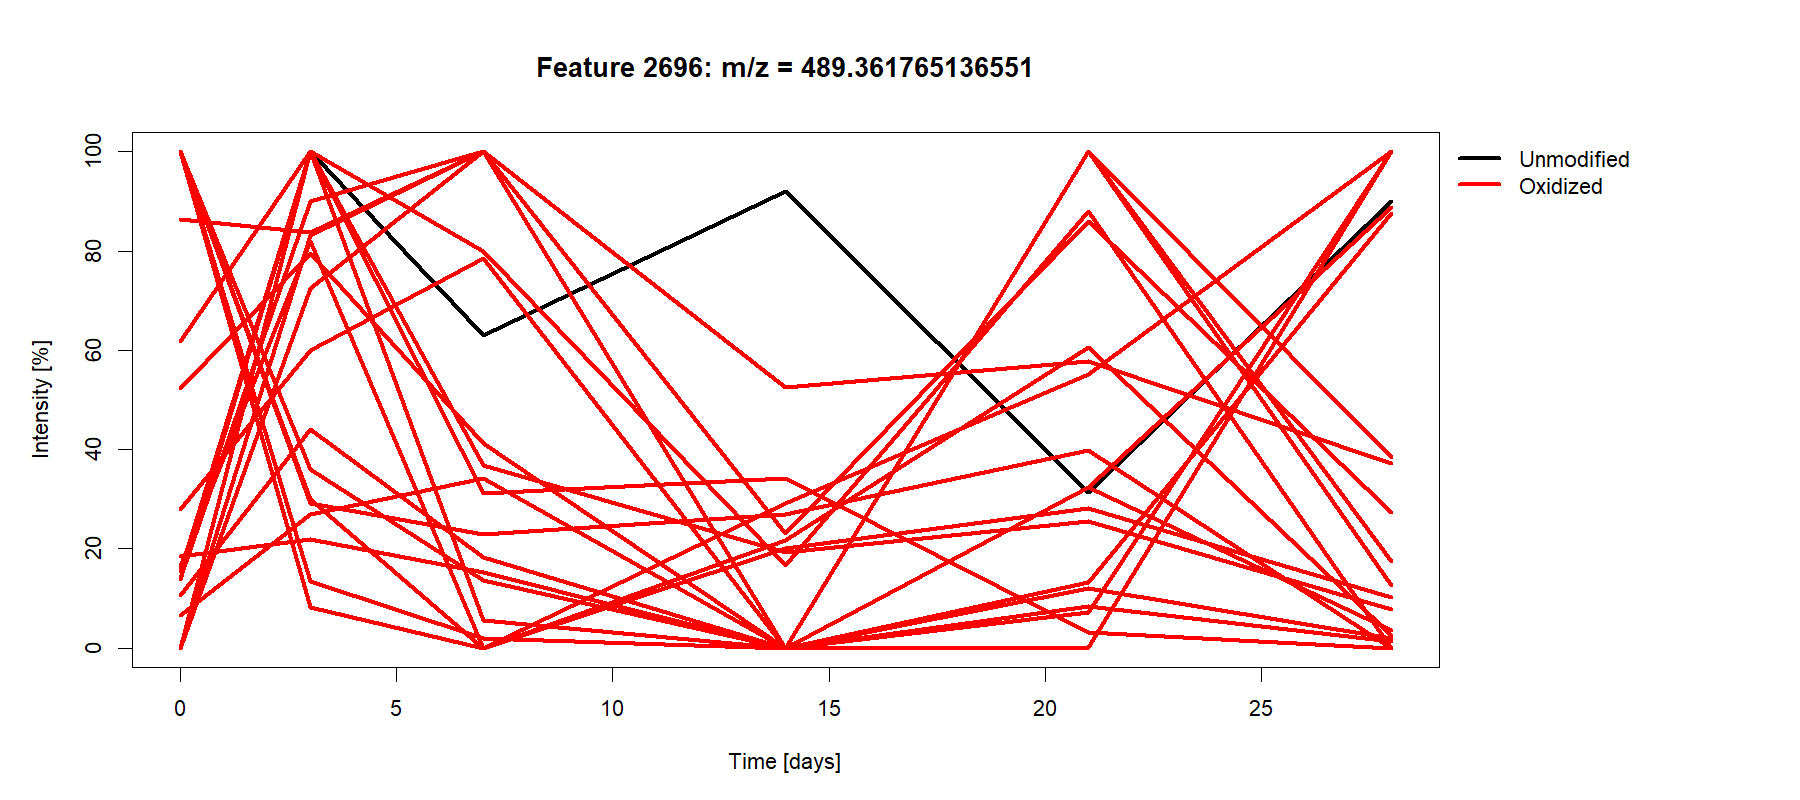 Feature 2696: m/z = 489.361765136551
Unmodified
Oxidized
Intensity [%]
100
80
60
40
20
0
0 5 10 15 20 25
Time [days]